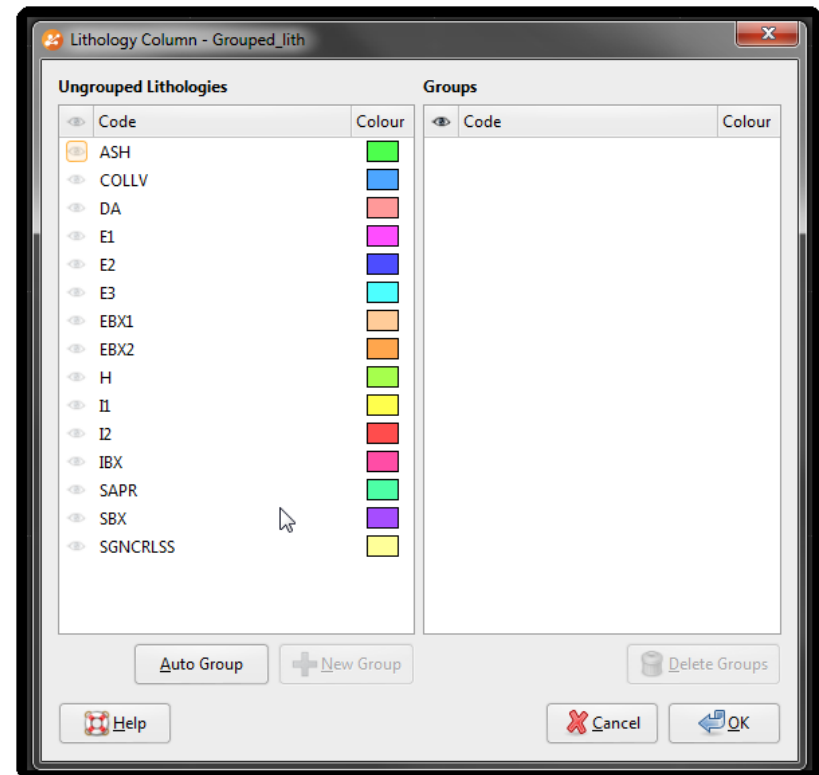 Lithology Column - Grouped_lith
Ungrouped Lithologies Groups
Code Colour Code Colour
ASH
COLLV
DA
E1
E2
E3
EBX1
EBX2
H
I1
I2
IBX
SAPR
SBX
SGNCRLSS
Auto Group New Group Delete Groups
Help Cancel OK